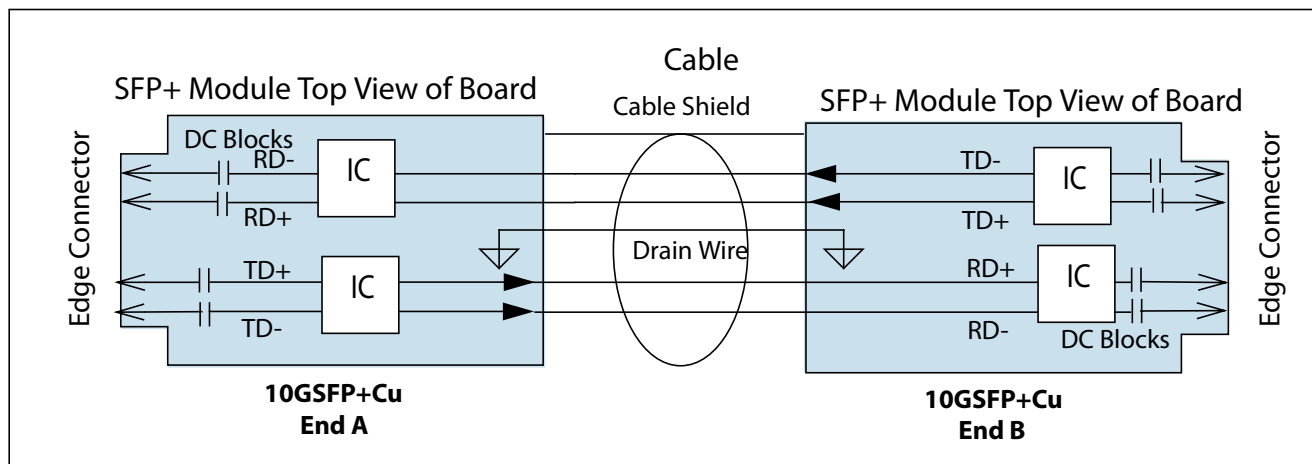 Cable
SFP+ Module Top View of Board
Cable Shield
SFP+ Module Top View of Board
Edge Connector
DC Blocks
RD-
IC
RD+
TD+
IC
TD-
Drain Wire
TD-
IC
TD+
RD+
IC
RD-
DC Blocks
Edge Connector
10GSFP+Cu
End A
10GSFP+Cu
End B